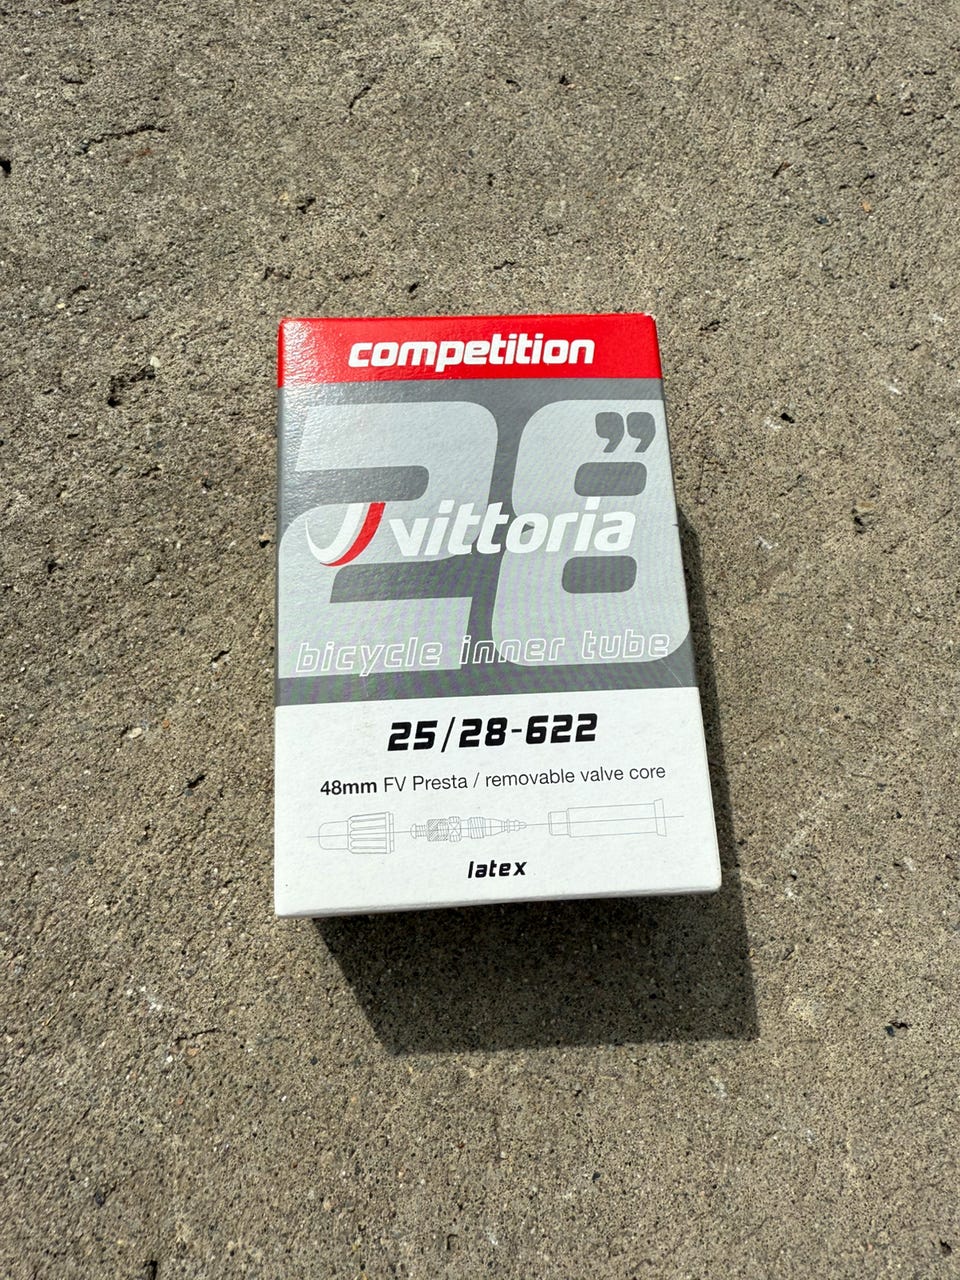 competition
28”
vittoria
bicycle inner tube
25/28-622
48mm FV Presta / removable valve core
latex